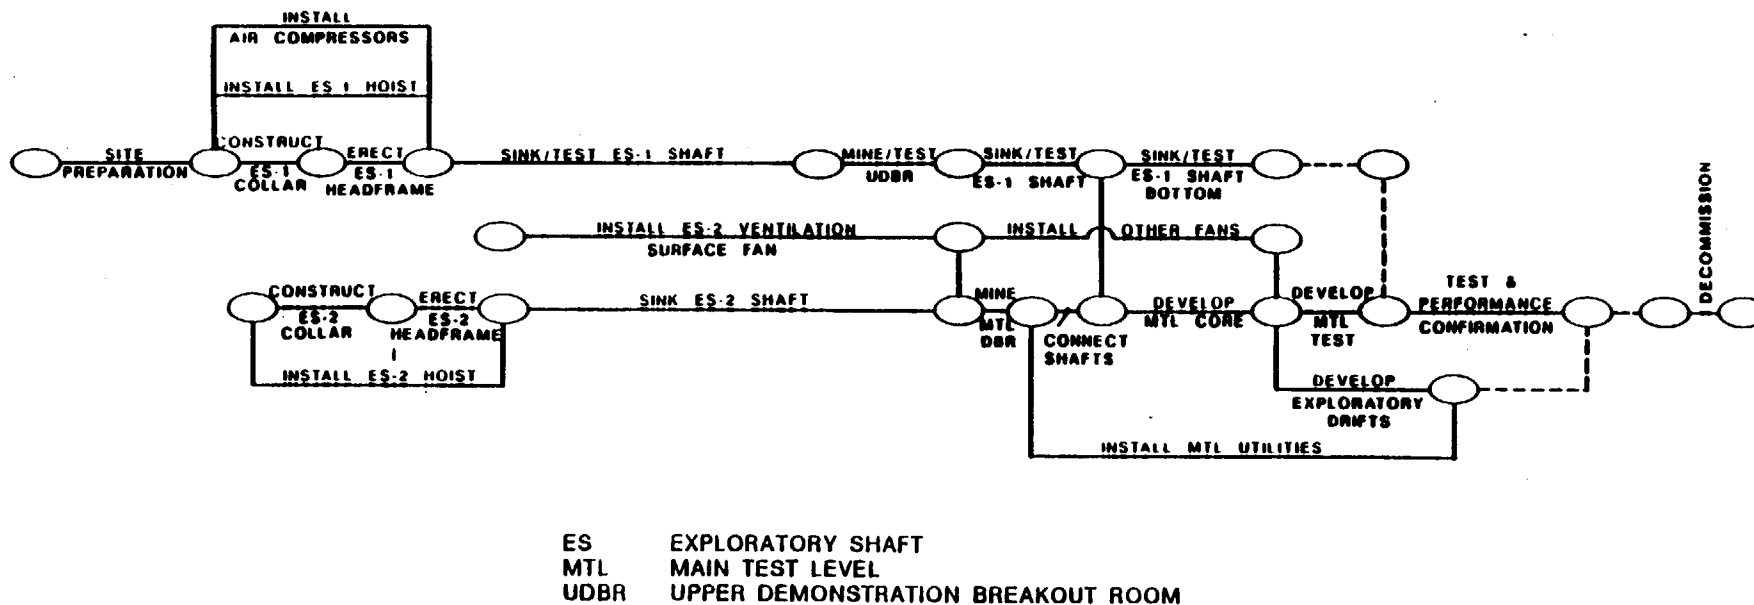 INSTALL
AIR COMPRESSORS
INSTALL ES-1 HOIST
SITE
PREPARATION
CONSTRUCT
ES-1
COLLAR
ERECT
ES-1
HEADFRAME
SINK/TEST ES-1 SHAFT
MINE/TEST
UDBR
SINK/TEST
ES-1 SHAFT
SINK/TEST
ES-1 SHAFT
BOTTOM
INSTALL ES-2 VENTILATION
SURFACE FAN
INSTALL OTHER FANS
CONSTRUCT
ES-2
COLLAR
ERECT
ES-2
HEADFRAME
INSTALL ES-2 HOIST
SINK ES-2 SHAFT
MINE
MTL
DBR
CONNECT
SHAFTS
DEVELOP
MTL CORE
DEVELOP
MTL
TEST
TEST &
PERFORMANCE
CONFIRMATION
DECOMMISSION
DEVELOP
EXPLORATORY
DRIFTS
INSTALL MTL UTILITIES
ES EXPLORATORY SHAFT
MTL MAIN TEST LEVEL
UDBR UPPER DEMONSTRATION BREAKOUT ROOM